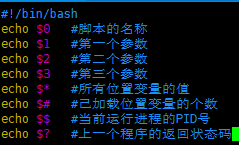 #!/bin/bash
echo $0 #脚本的名称
echo $1 #第一个参数
echo $2 #第二个参数
echo $3 #第三个参数
echo $* #所有位置变量的值
echo $# #已加载位置变量的个数
echo $$ #当前运行进程的PID号
echo $? #上一个程序的返回状态码